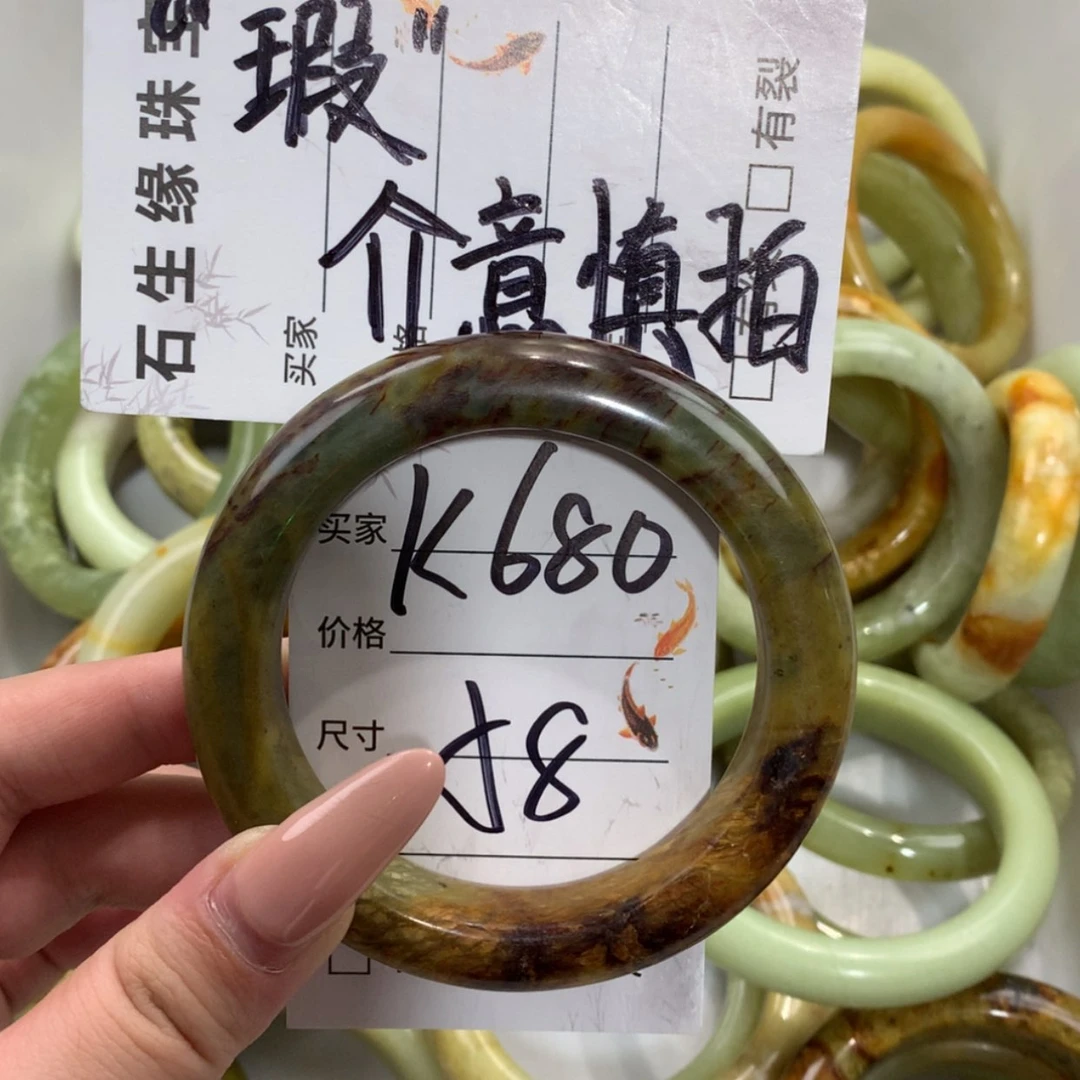 瑕
介意慎拍
石生缘珠宝
买家
有裂
买家 K680
价格
尺寸 58